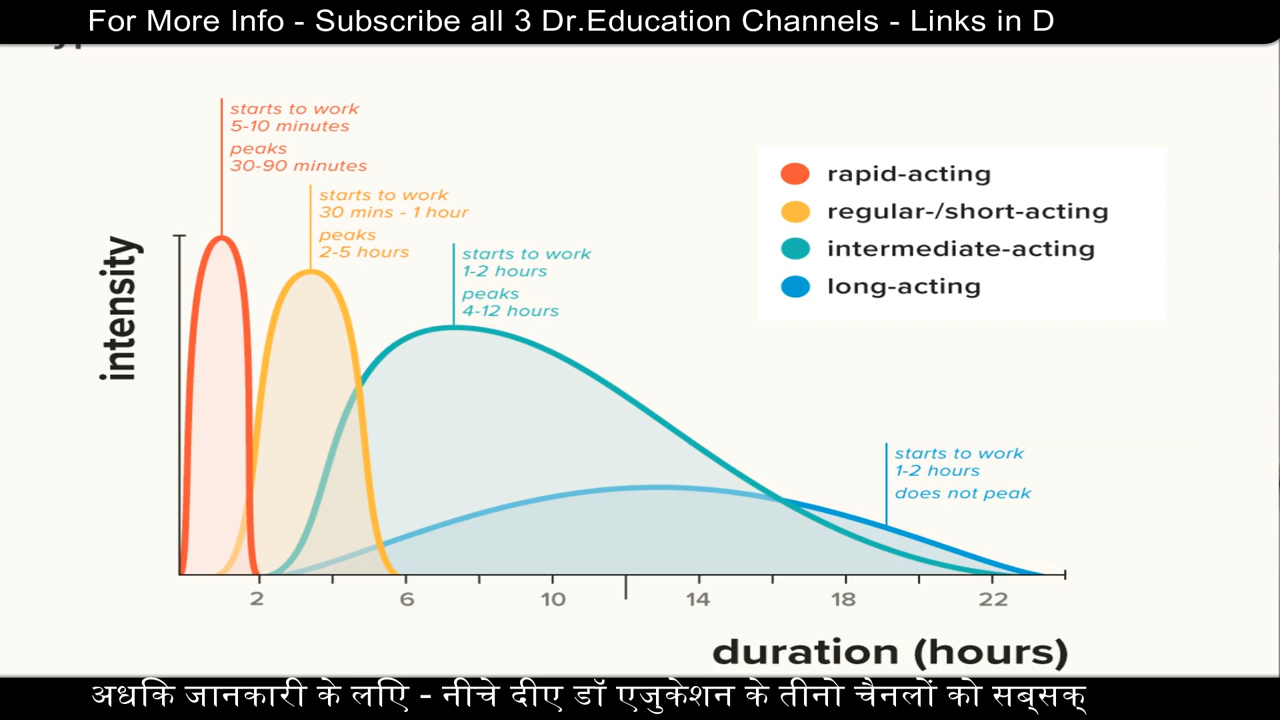 For More Info - Subscribe all 3 Dr.Education Channels - Links in D
starts to work
5-10 minutes
peaks
30-90 minutes
starts to work
30 mins - 1 hour
peaks
2-5 hours
starts to work
1-2 hours
peaks
4-12 hours
rapid-acting
regular-/short-acting
intermediate-acting
long-acting
intensity
starts to work
1-2 hours
does not peak
2 6 10 14 18 22
duration (hours)
अधकि जानकारी के लएि - नीचे दीए डॉ एजुकेशन के तीनो चैनलों को सब्सक्